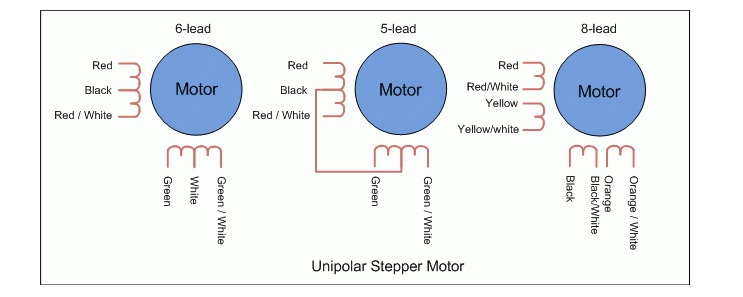 6-lead
5-lead
8-lead
Red
Black
Red / White
Motor
Green
White
Green / White
Red
Black
Red / White
Motor
Green
Green / White
Red
Red/White
Yellow
Yellow/white
Motor
Black
Black/White
Orange
Orange / White
Unipolar Stepper Motor